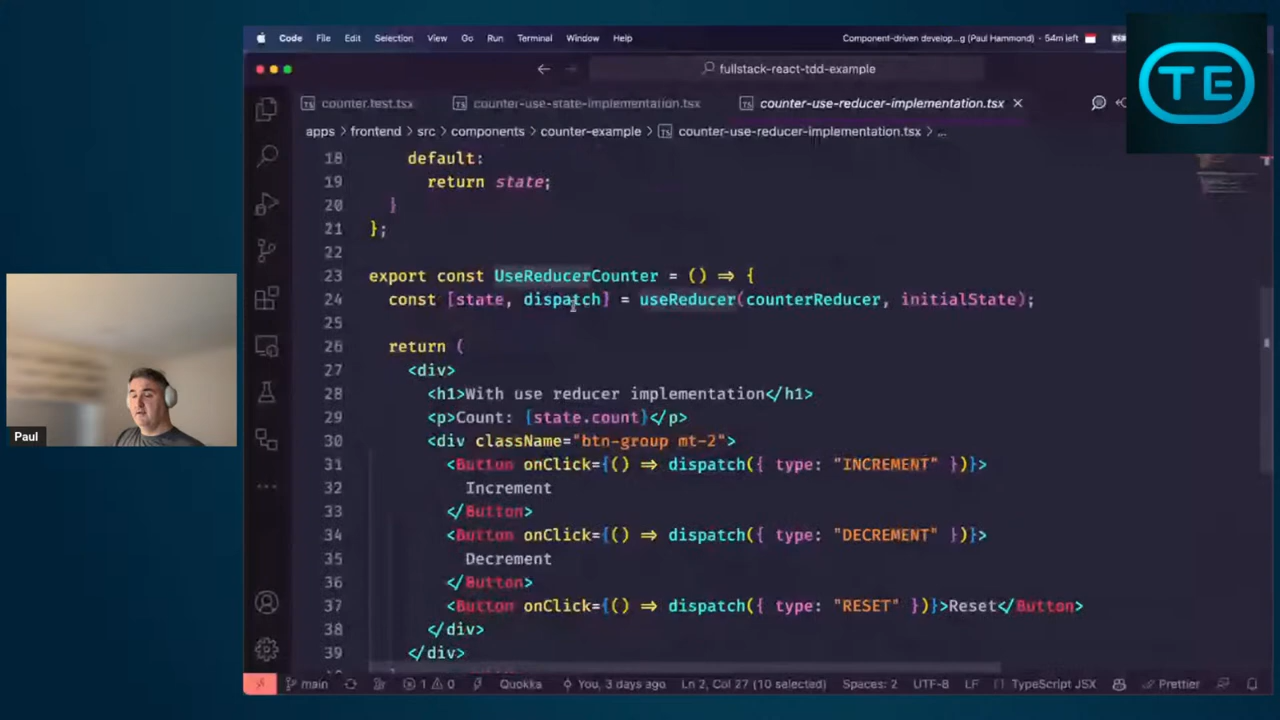 Code File Edit Selection View Go Run Terminal Window Help
Component-driven develop...g (Paul Hammond) · 54m left
TE
fullstack-react-tdd-example
counter.test.tsx
counter-use-state-implementation.tsx
counter-use-reducer-implementation.tsx
apps > frontend > src > components > counter-example > counter-use-reducer-implementation.tsx > ...
18 default:
19 return state;
20 }
21 };
22
23 export const UseReducerCounter = () => {
24 const [state, dispatch] = useReducer(counterReducer, initialState);
25
26 return (
27 <div>
28 <h1>With use reducer implementation</h1>
29 <p>Count: {state.count}</p>
30 <div className="btn-group mt-2">
31 <Button onClick={() => dispatch({ type: "INCREMENT" })}>
32 Increment
33 </Button>
34 <Button onClick={() => dispatch({ type: "DECREMENT" })}>
35 Decrement
36 </Button>
37 <Button onClick={() => dispatch({ type: "RESET" })}>Reset</Button>
38 </div>
39 </div>
Paul
main 1 0 Quokka You, 3 days ago Ln 2, Col 27 (10 selected) Spaces: 2 UTF-8 LF TypeScript JSX Prettier